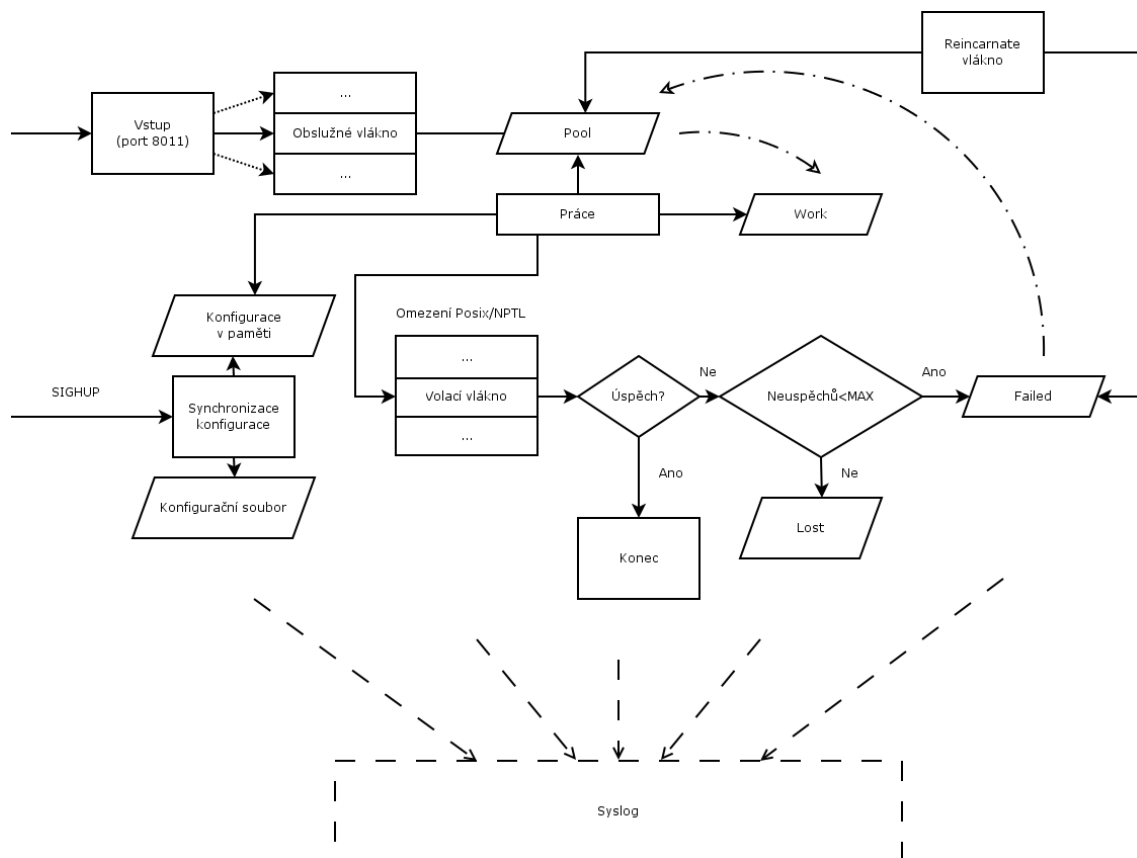 Reincarnate
vlákno
...
Vstup
(port 8011)
Obslužné vlákno
Pool
...
Práce
Work
Konfigurace
v paměti
Omezení Posix/NPTL
...
SIGHUP
Synchronizace
konfigurace
Volací vlákno
Úspěch?
Ne
Neuspěchů<MAX
Ano
Failed
...
Ano
Ne
Konfigurační soubor
Lost
Konec
Syslog